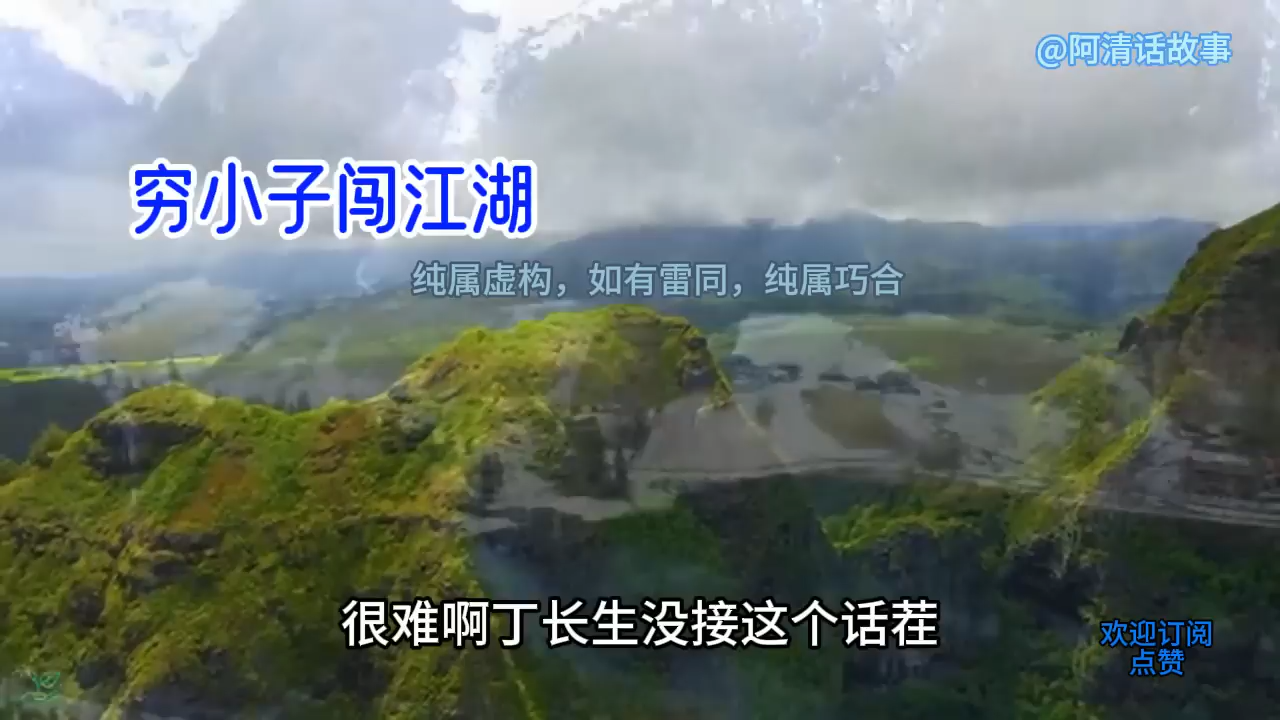 @阿清话故事
穷小子闯江湖
纯属虚构，如有雷同，纯属巧合
很难啊丁长生没接这个话茬
欢迎订阅
点赞